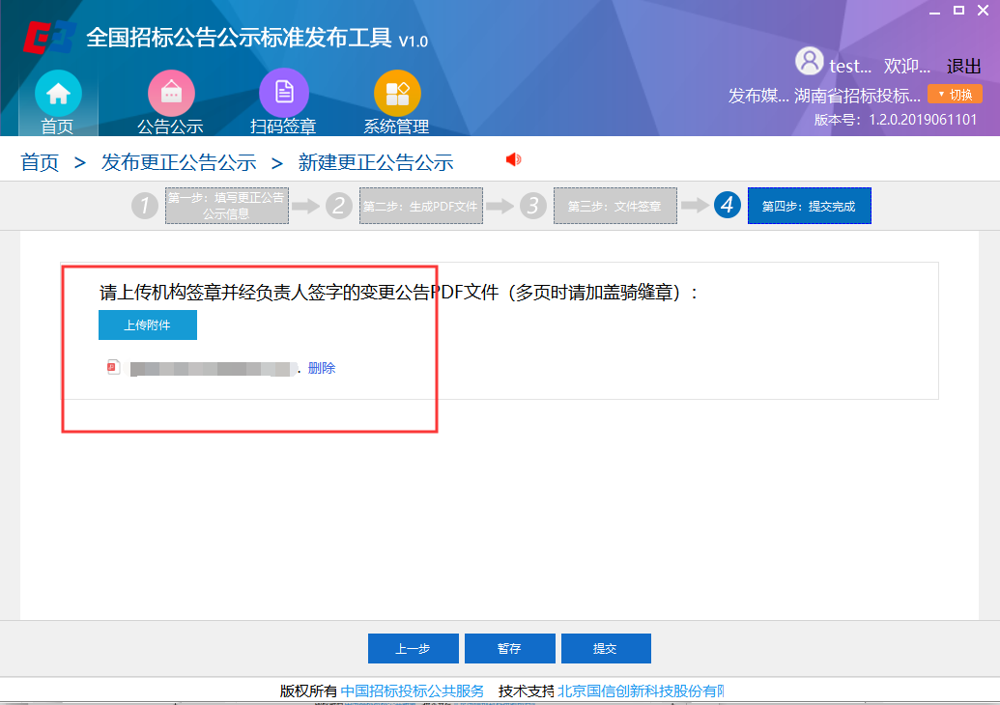 全国招标公告公示标准发布工具 V1.0
test... 欢迎... 退出
发布媒... 湖南省招标投标... 切换
版本号：1.2.0.2019061101
首页 公告公示 扫码签章 系统管理
首页 > 发布更正公告公示 > 新建更正公告公示
1 第一步：填写更正公告公示信息
2 第二步：生成PDF文件
3 第三步：文件签章
4 第四步：提交完成
请上传机构签章并经负责人签字的变更公告PDF文件（多页时请加盖骑缝章）：
上传附件
. 删除
上一步 暂存 提交
版权所有 中国招标投标公共服务 技术支持 北京国信创新科技股份有